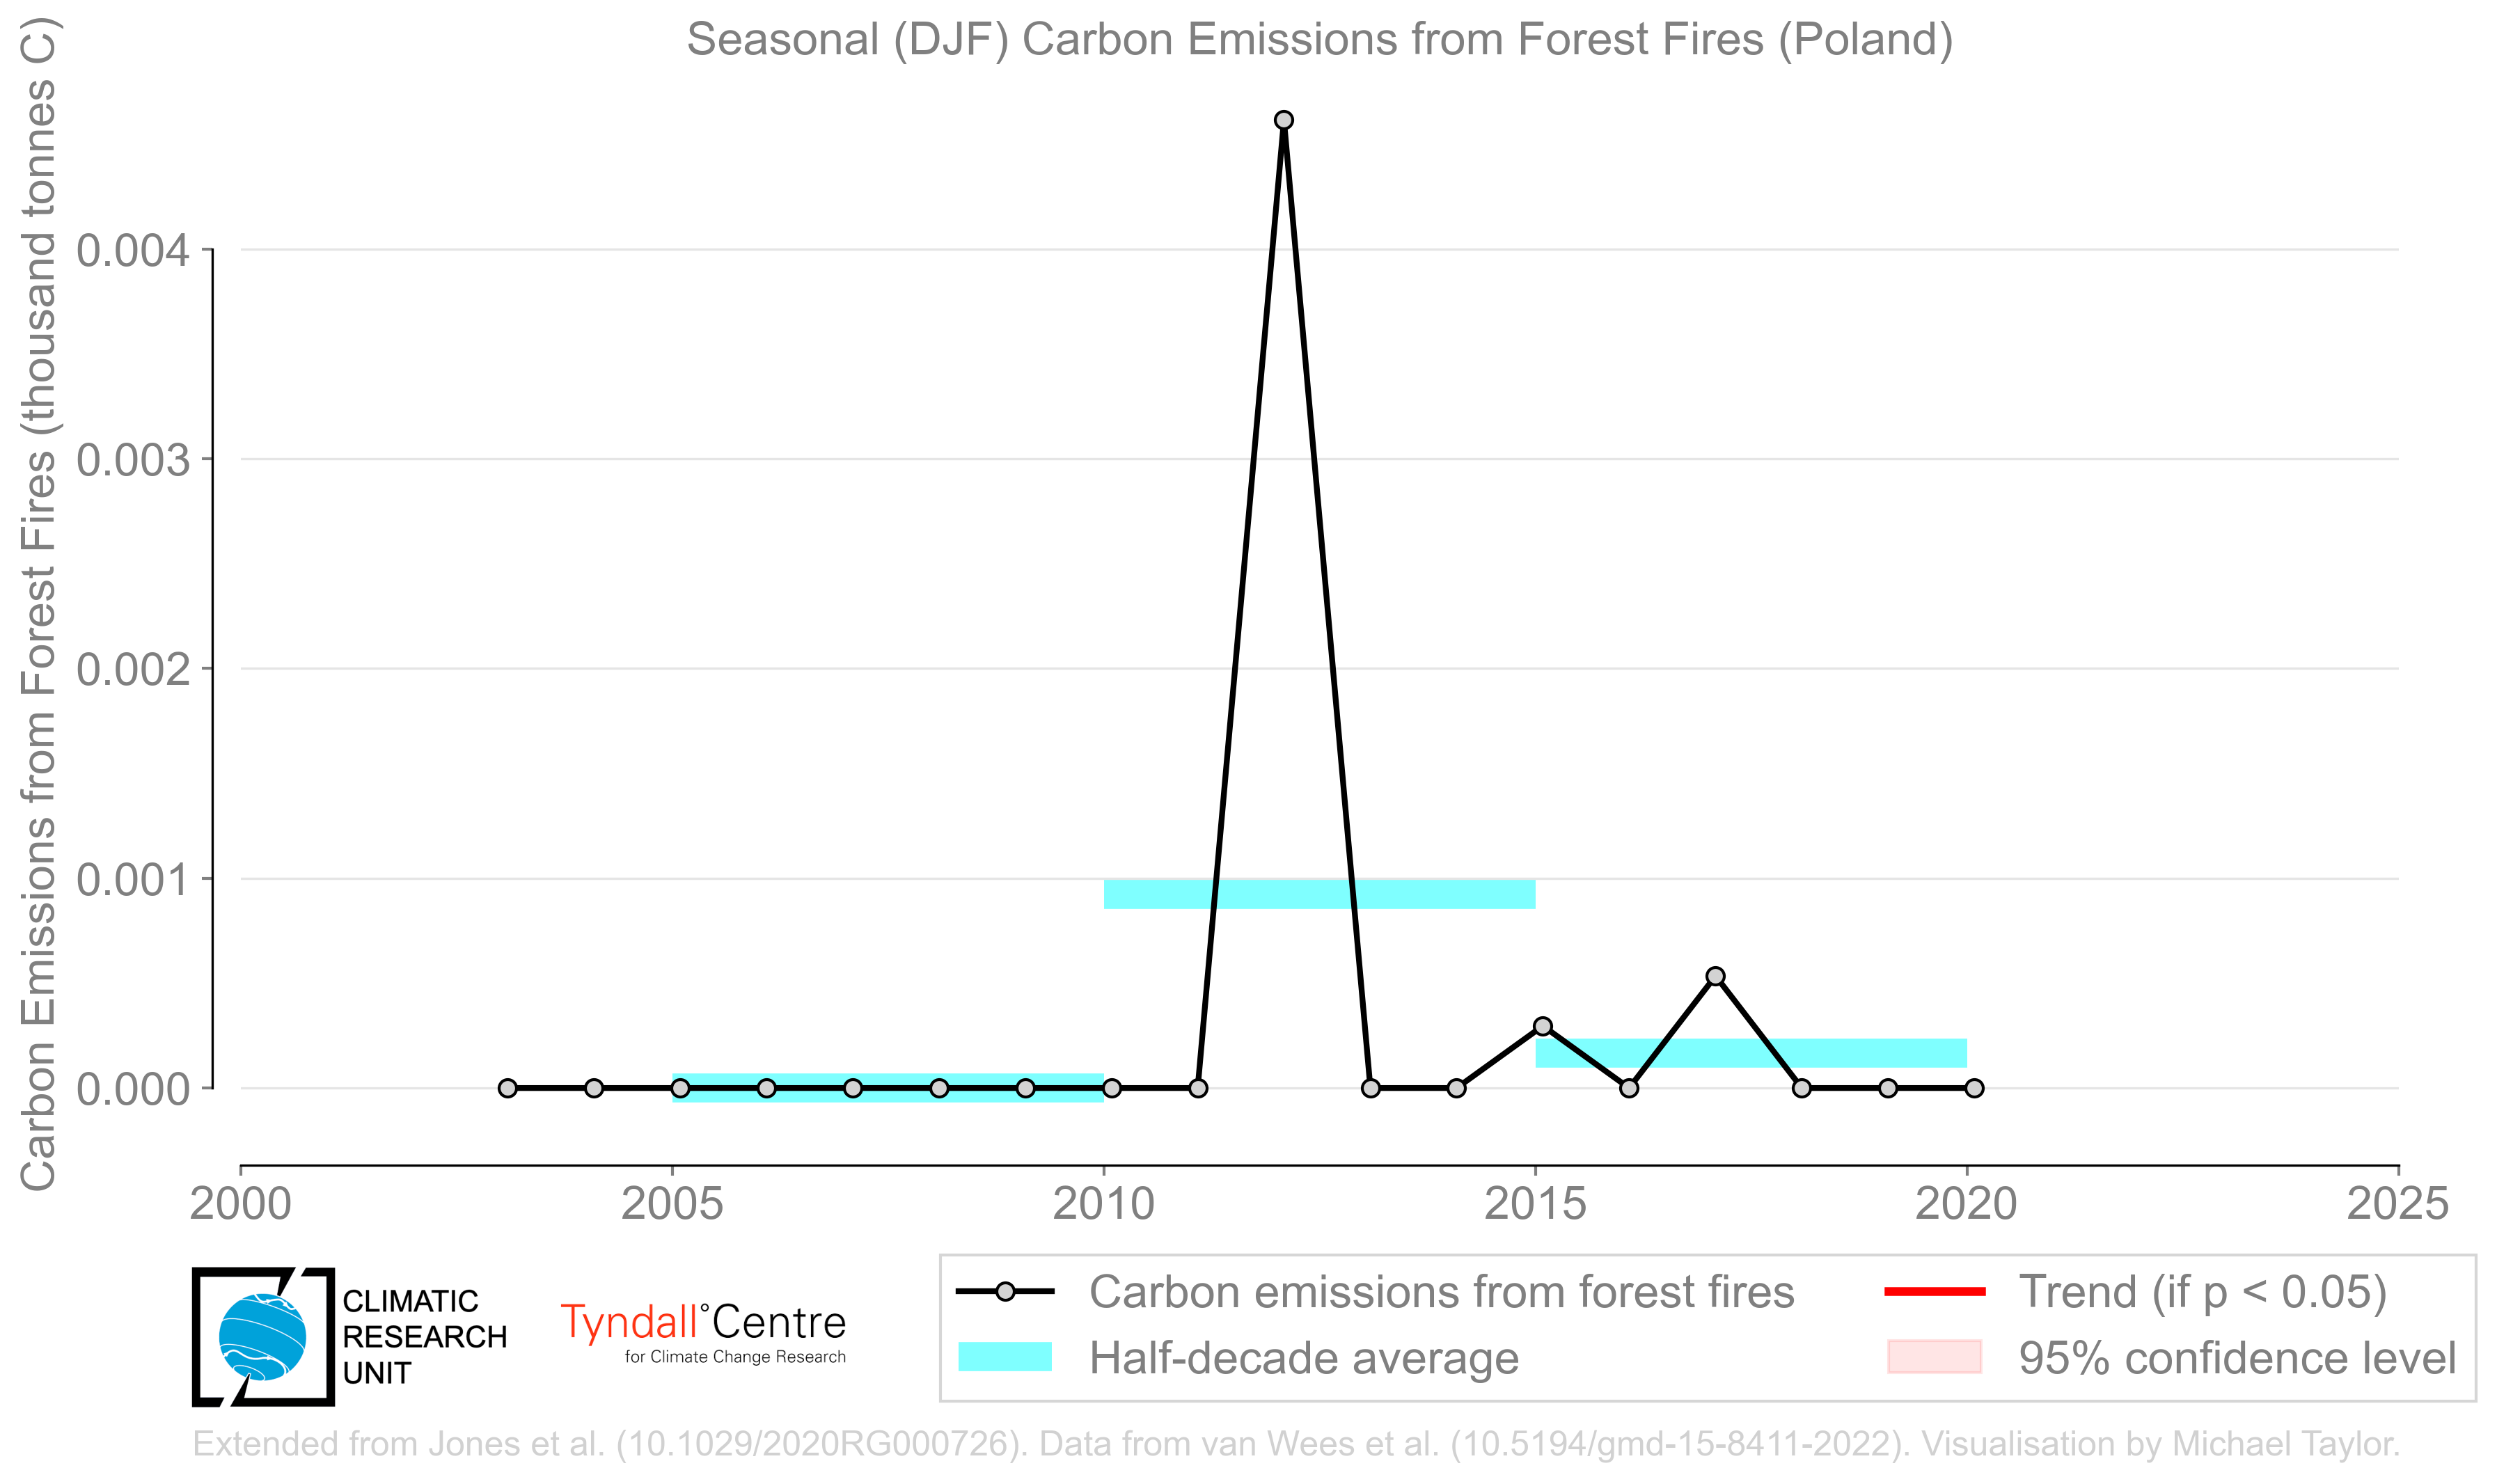 Seasonal (DJF) Carbon Emissions from Forest Fires (Poland)
Carbon Emissions from Forest Fires (thousand tonnes C)
0.004
0.003
0.002
0.001
0.000
2000 2005 2010 2015 2020 2025
CLIMATIC
RESEARCH
UNIT
Tyndall°Centre
for Climate Change Research
Carbon emissions from forest fires
Half-decade average
Trend (if p < 0.05)
95% confidence level
Extended from Jones et al. (10.1029/2020RG000726). Data from van Wees et al. (10.5194/gmd-15-8411-2022). Visualisation by Michael Taylor.